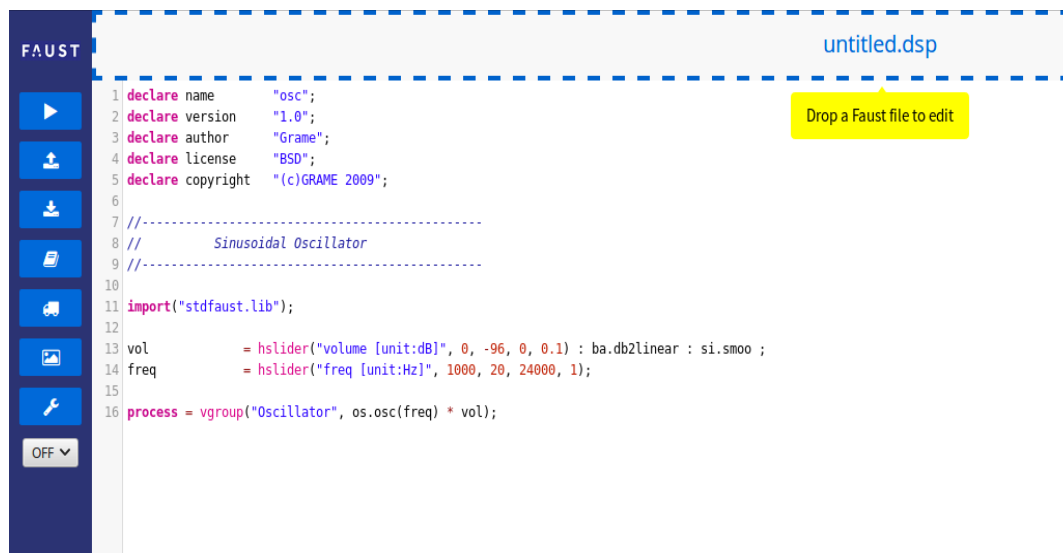 FAUST
untitled.dsp
Drop a Faust file to edit
1 declare name        "osc";
2 declare version     "1.0";
3 declare author      "Grame";
4 declare license     "BSD";
5 declare copyright   "(c)GRAME 2009";
6
7 //-----------------------------------------------
8 //          Sinusoidal Oscillator
9 //-----------------------------------------------
10
11 import("stdfaust.lib");
12
13 vol             = hslider("volume [unit:dB]", 0, -96, 0, 0.1) : ba.db2linear : si.smoo ;
14 freq            = hslider("freq [unit:Hz]", 1000, 20, 24000, 1);
15
16 process = vgroup("Oscillator", os.osc(freq) * vol);
OFF